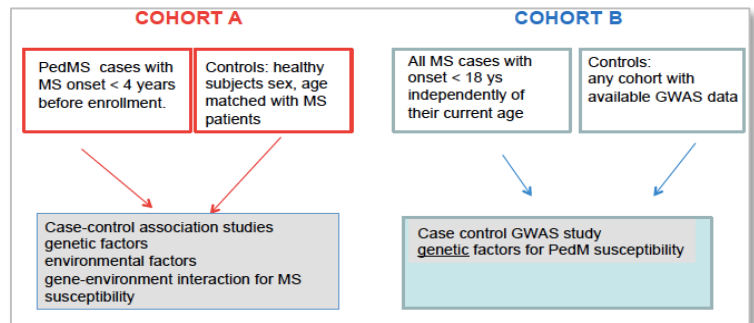 COHORT A
PedMS cases with
MS onset < 4 years
before enrollment.
Controls: healthy
subjects sex, age
matched with MS
patients
Case-control association studies
genetic factors
environmental factors
gene-environment interaction for MS
susceptibility
COHORT B
All MS cases with
onset < 18 ys
independently of
their current age
Controls:
any cohort with
available GWAS data
Case control GWAS study
genetic factors for PedM susceptibility